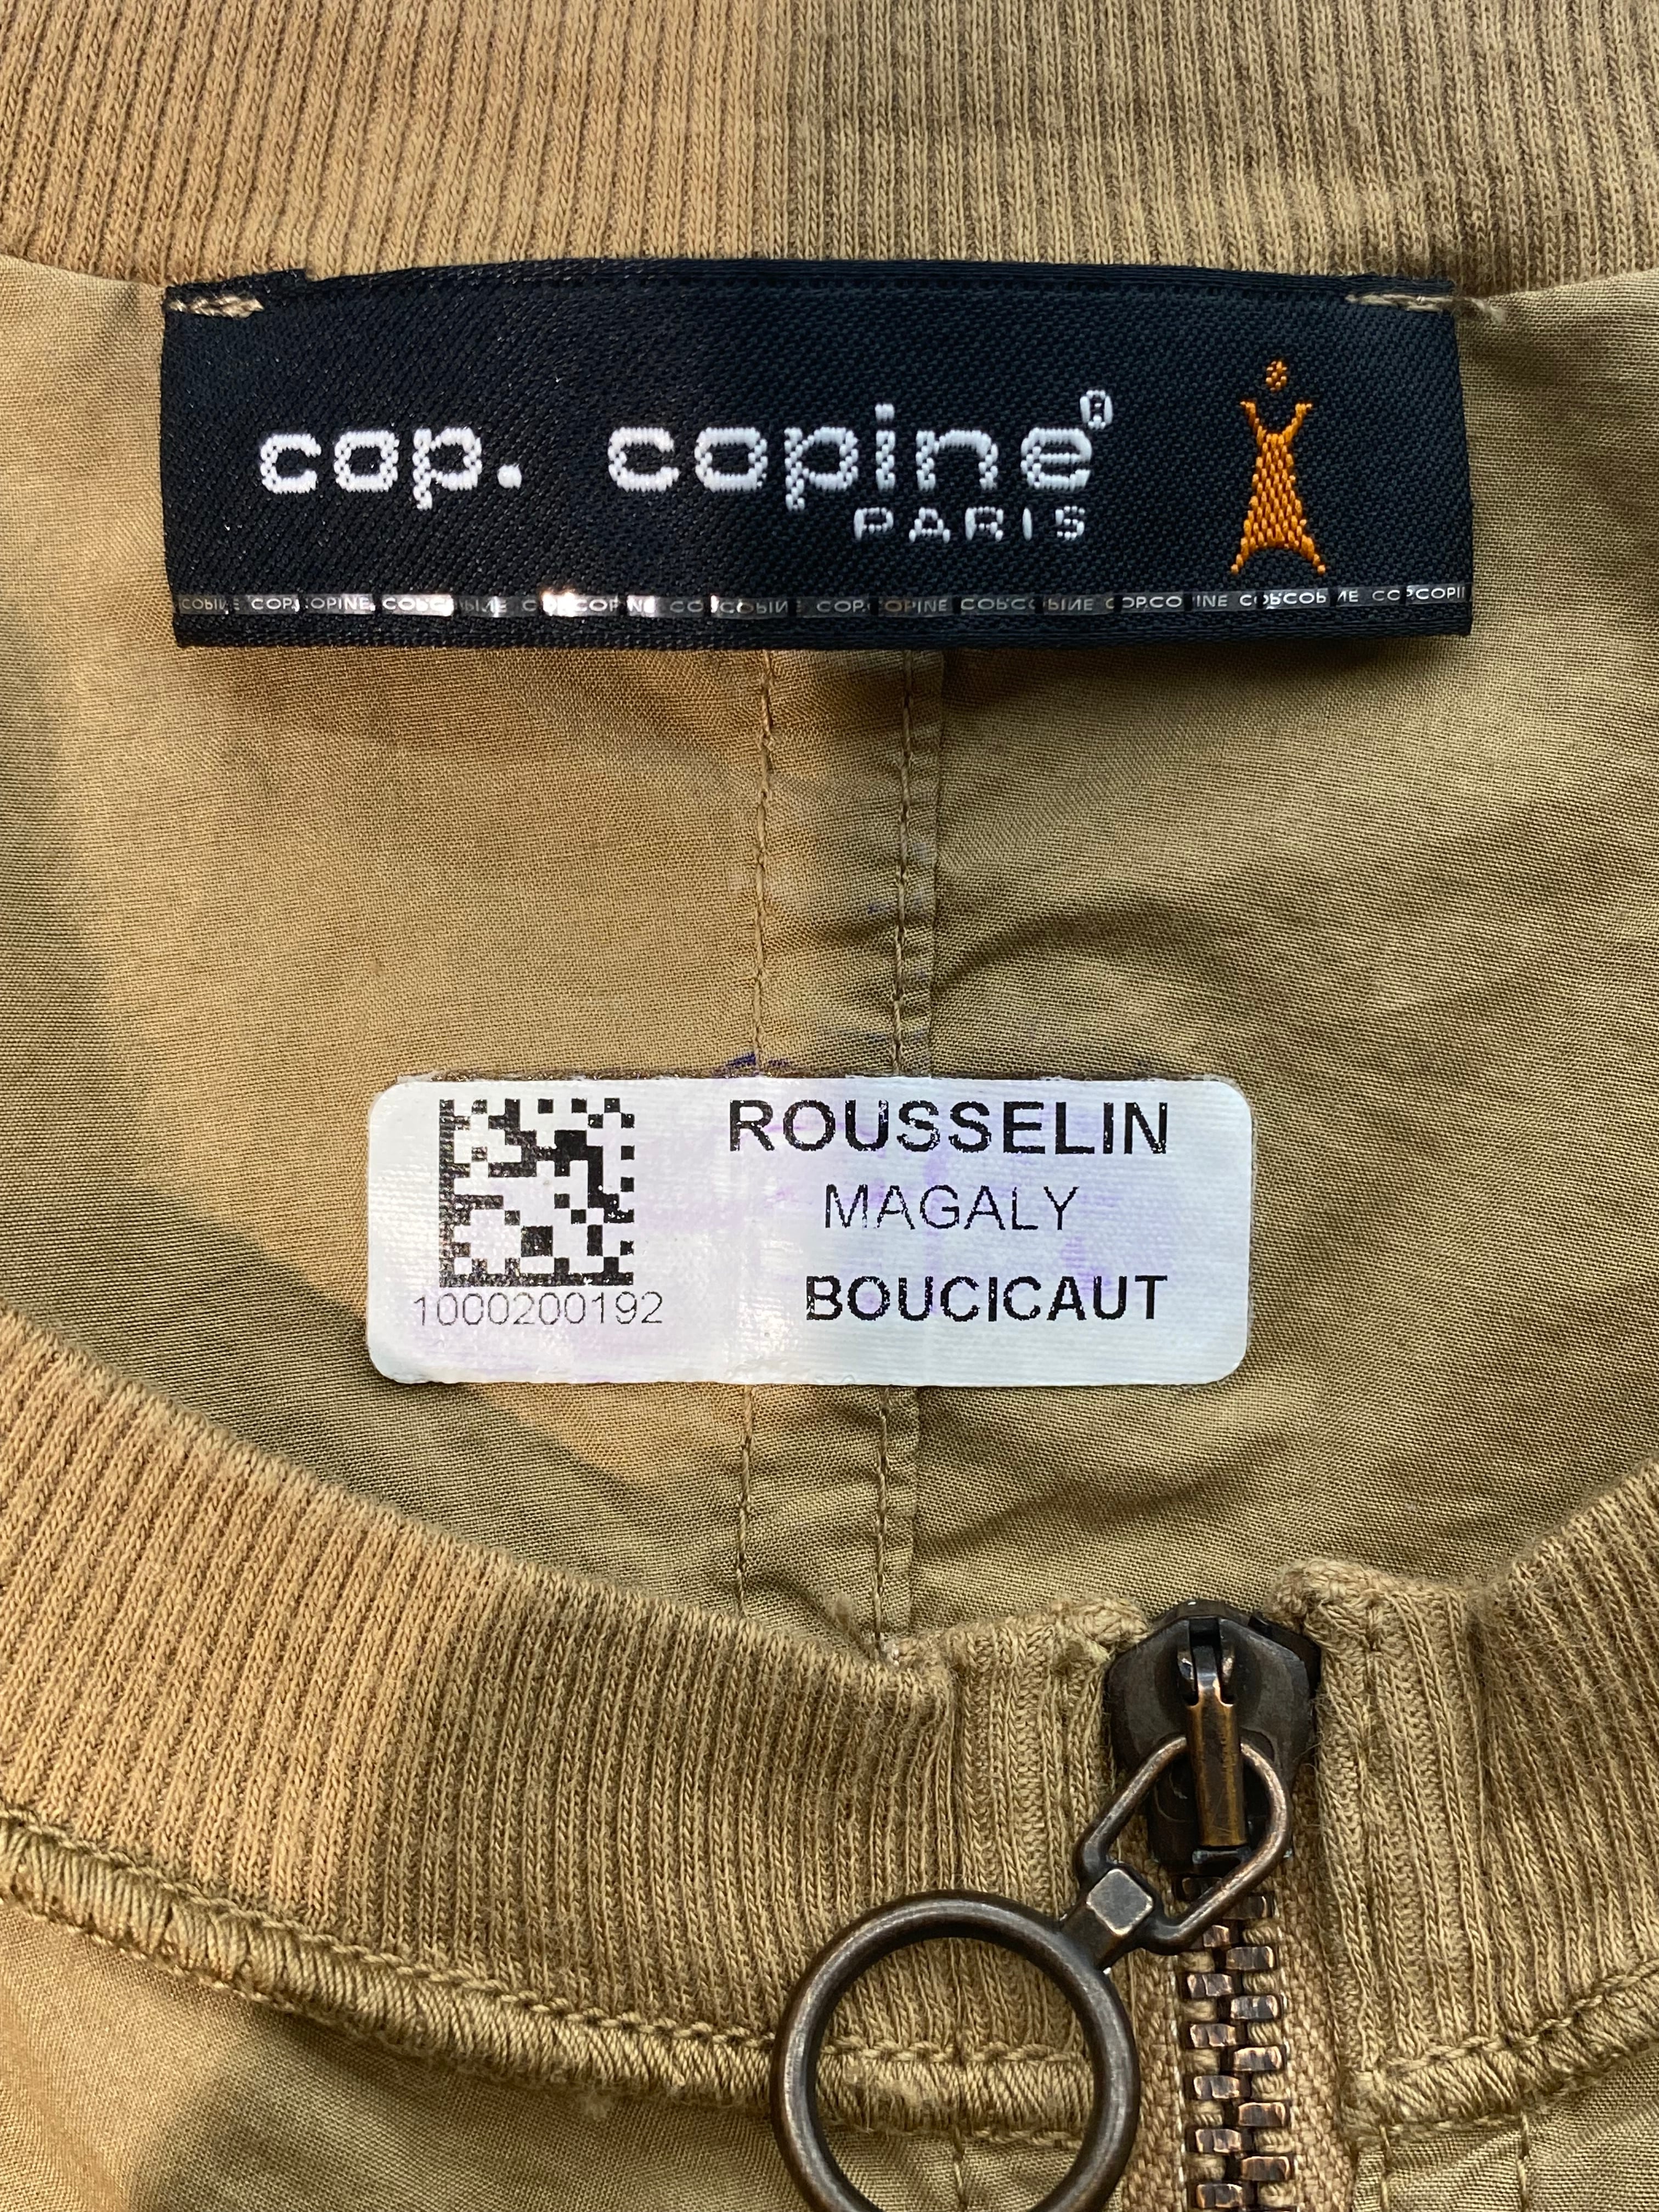 cop. copine®
PARIS
ROUSSELIN
MAGALY
1000200192
BOUCICAUT